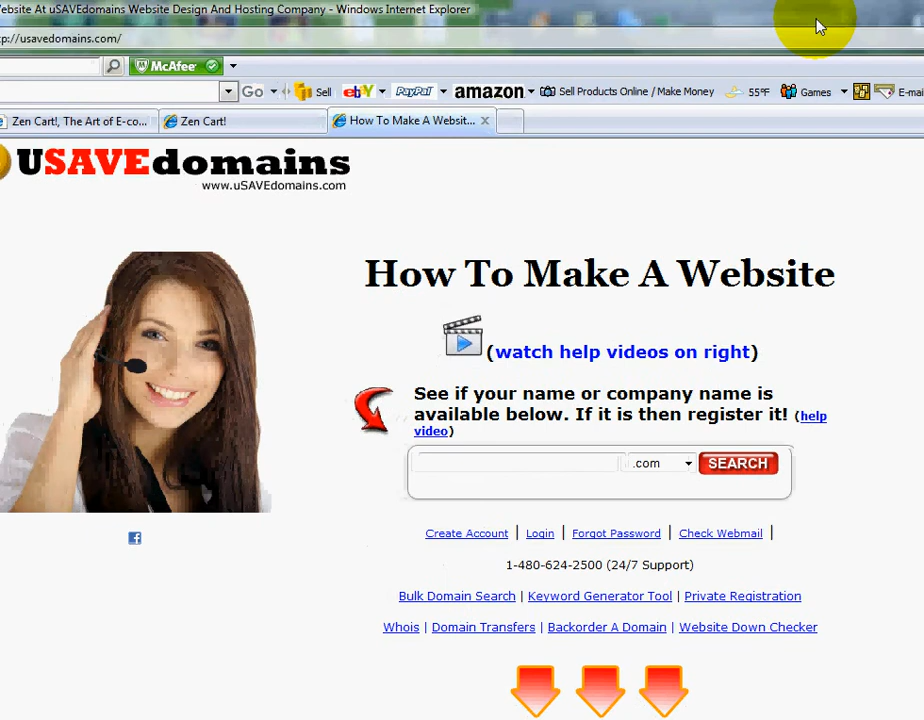 ebsite At uSAVEdomains Website Design And Hosting Company - Windows Internet Explorer
p://usavedomains.com/
McAfee
Go Sell ebY PayPal amazon Sell Products Online / Make Money 55°F Games E-mai
Zen Cart!, The Art of E-co... Zen Cart! How To Make A Websit...
USAVEdomains
www.uSAVEdomains.com
How To Make A Website
(watch help videos on right)
See if your name or company name is
available below. If it is then register it! (help
video)
.com SEARCH
Create Account | Login | Forgot Password | Check Webmail |
1-480-624-2500 (24/7 Support)
Bulk Domain Search | Keyword Generator Tool | Private Registration
Whois | Domain Transfers | Backorder A Domain | Website Down Checker